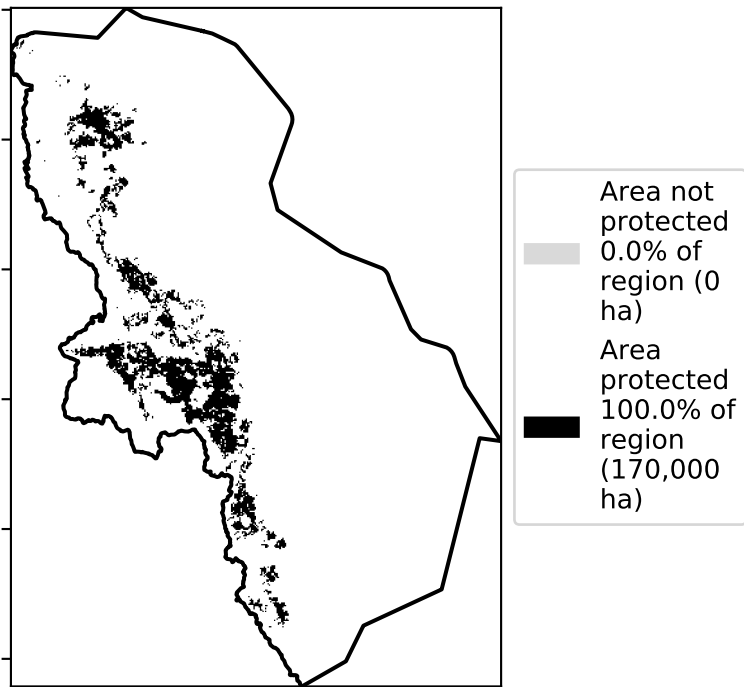 Area not
protected
0.0% of
region (0
ha)
Area
protected
100.0% of
region
(170,000
ha)